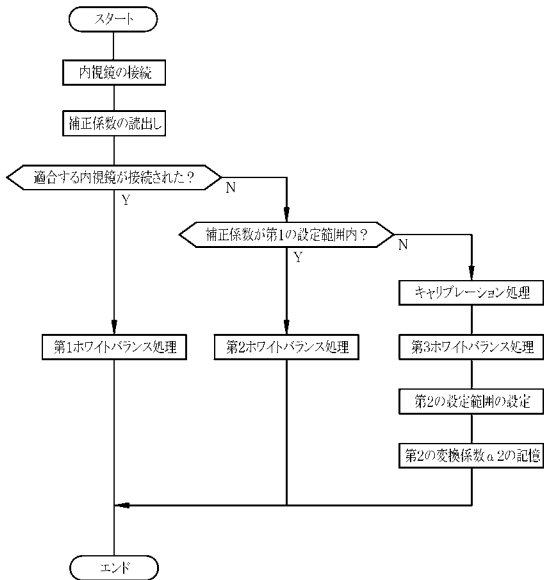 スタート
内視鏡の接続
補正係数の読出し
適合する内視鏡が接続された？
N
Y
補正係数が第1の設定範囲内？
N
Y
キャリブレーション処理
第1ホワイトバランス処理
第2ホワイトバランス処理
第3ホワイトバランス処理
第2の設定範囲の設定
第2の変換係数α2の記憶
エンド